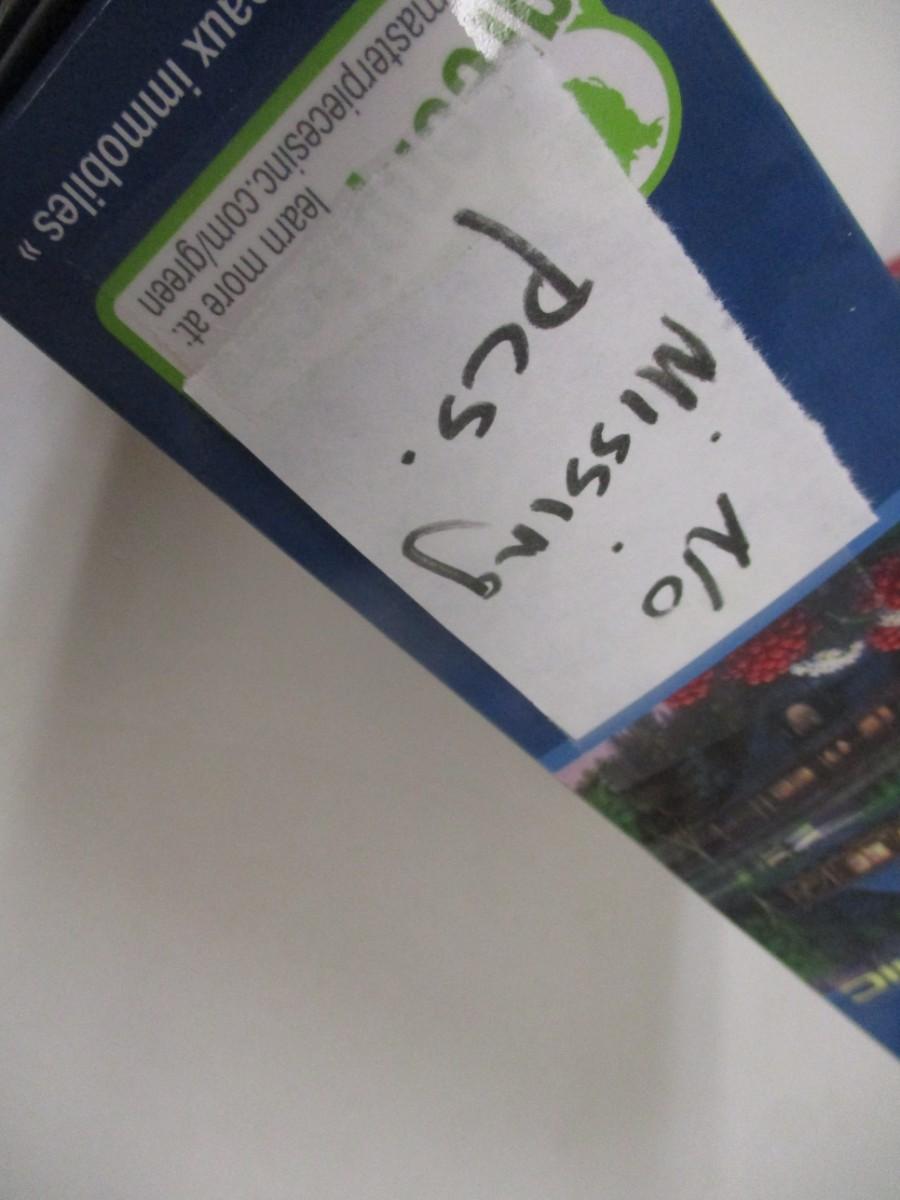 No
Missing
Pcs.
learn more at:
masterpiecesinc.com/green
aux immobiles »